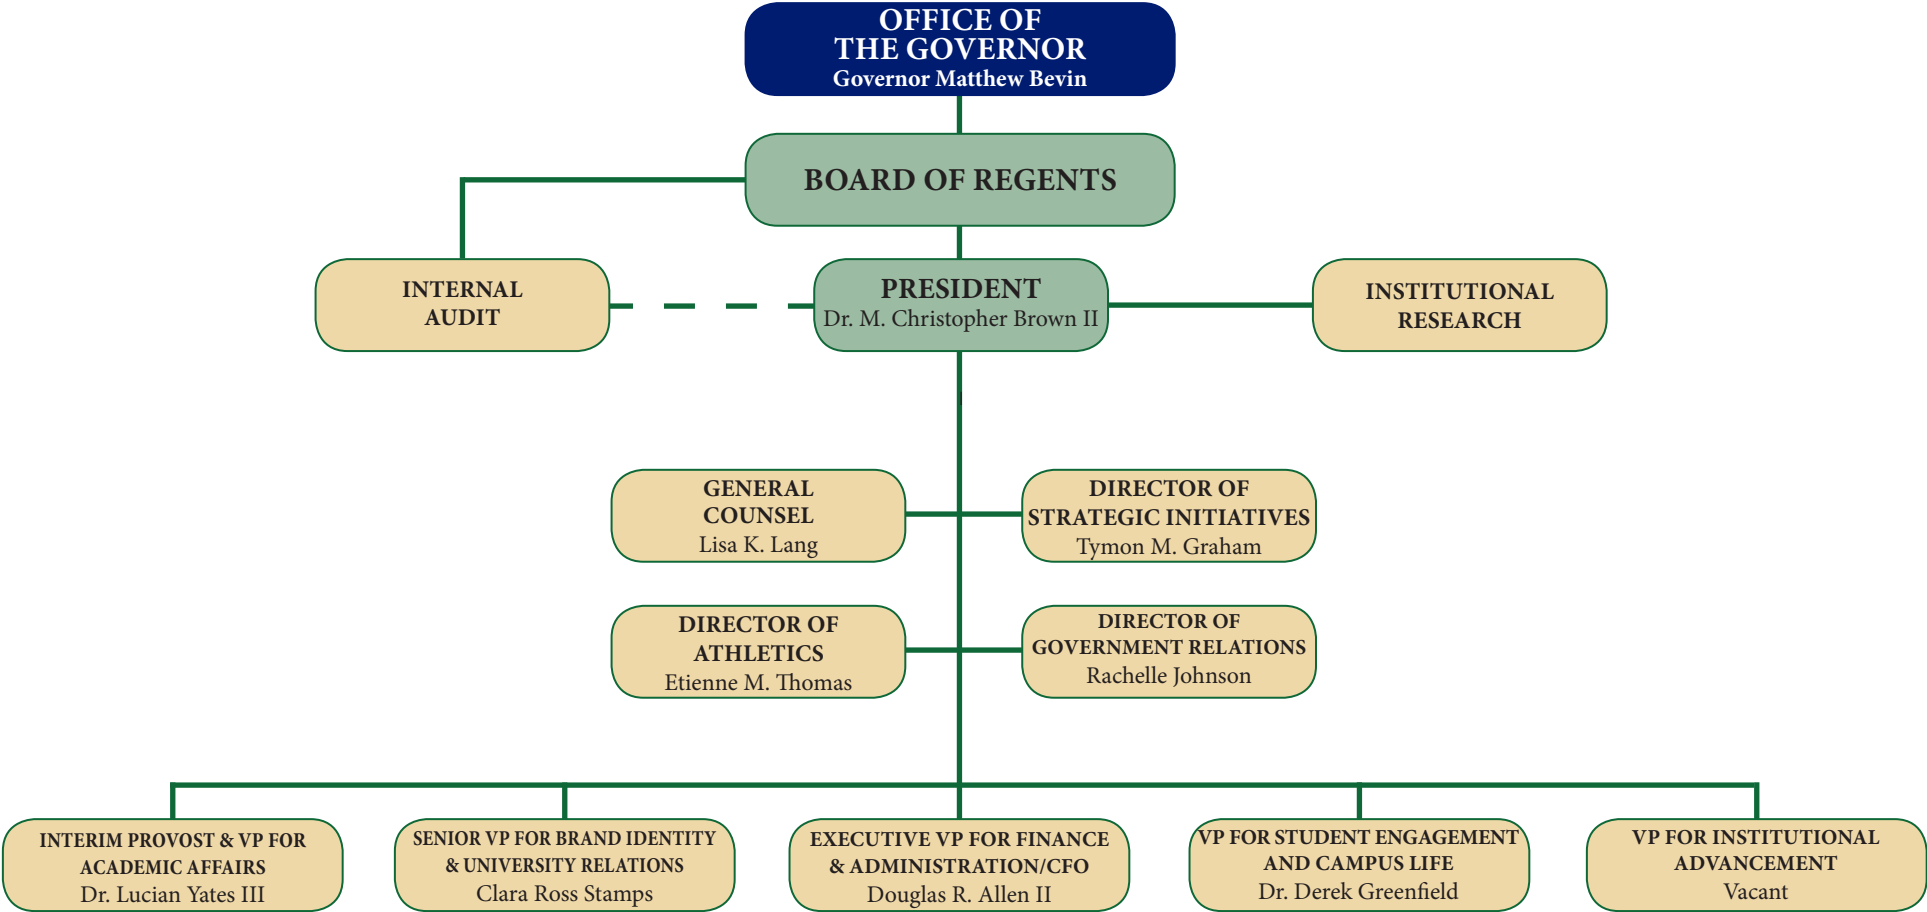 OFFICE OF
THE GOVERNOR
Governor Matthew Bevin
BOARD OF REGENTS
INTERNAL
AUDIT
PRESIDENT
Dr. M. Christopher Brown II
INSTITUTIONAL
RESEARCH
GENERAL
COUNSEL
Lisa K. Lang
DIRECTOR OF
STRATEGIC INITIATIVES
Tymon M. Graham
DIRECTOR OF
ATHLETICS
Etienne M. Thomas
DIRECTOR OF
GOVERNMENT RELATIONS
Rachelle Johnson
INTERIM PROVOST & VP FOR
ACADEMIC AFFAIRS
Dr. Lucian Yates III
SENIOR VP FOR BRAND IDENTITY
& UNIVERSITY RELATIONS
Clara Ross Stamps
EXECUTIVE VP FOR FINANCE
& ADMINISTRATION/CFO
Douglas R. Allen II
VP FOR STUDENT ENGAGEMENT
AND CAMPUS LIFE
Dr. Derek Greenfield
VP FOR INSTITUTIONAL
ADVANCEMENT
Vacant